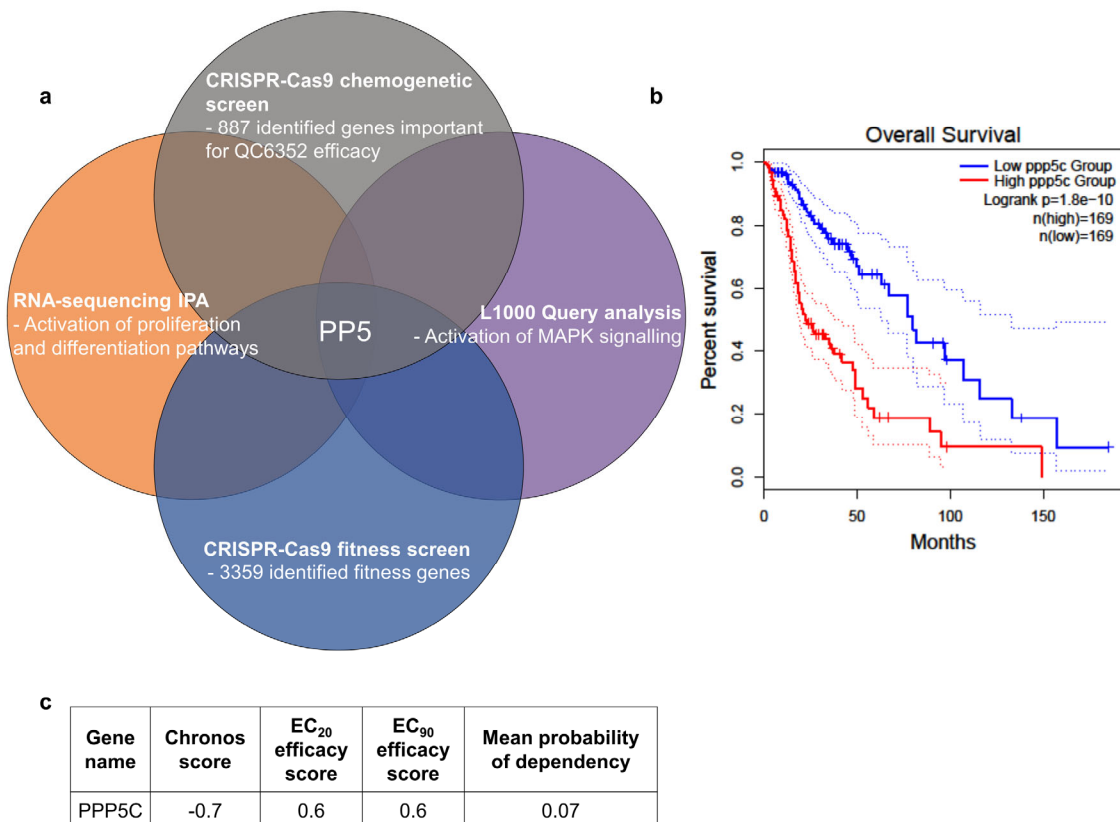 a
CRISPR-Cas9 chemogenetic
screen
- 887 identified genes important
for QC6352 efficacy
RNA-sequencing IPA
- Activation of proliferation
and differentiation pathways
PP5
L1000 Query analysis
- Activation of MAPK signalling
CRISPR-Cas9 fitness screen
- 3359 identified fitness genes
b
Overall Survival
Low ppp5c Group
High ppp5c Group
Logrank p=1.8e−10
n(high)=169
n(low)=169
Percent survival
1.0
0.8
0.6
0.4
0.2
0.0
0 50 100 150
Months
c
Gene name Chronos score EC20 efficacy score EC90 efficacy score Mean probability of dependency
PPP5C -0.7 0.6 0.6 0.07